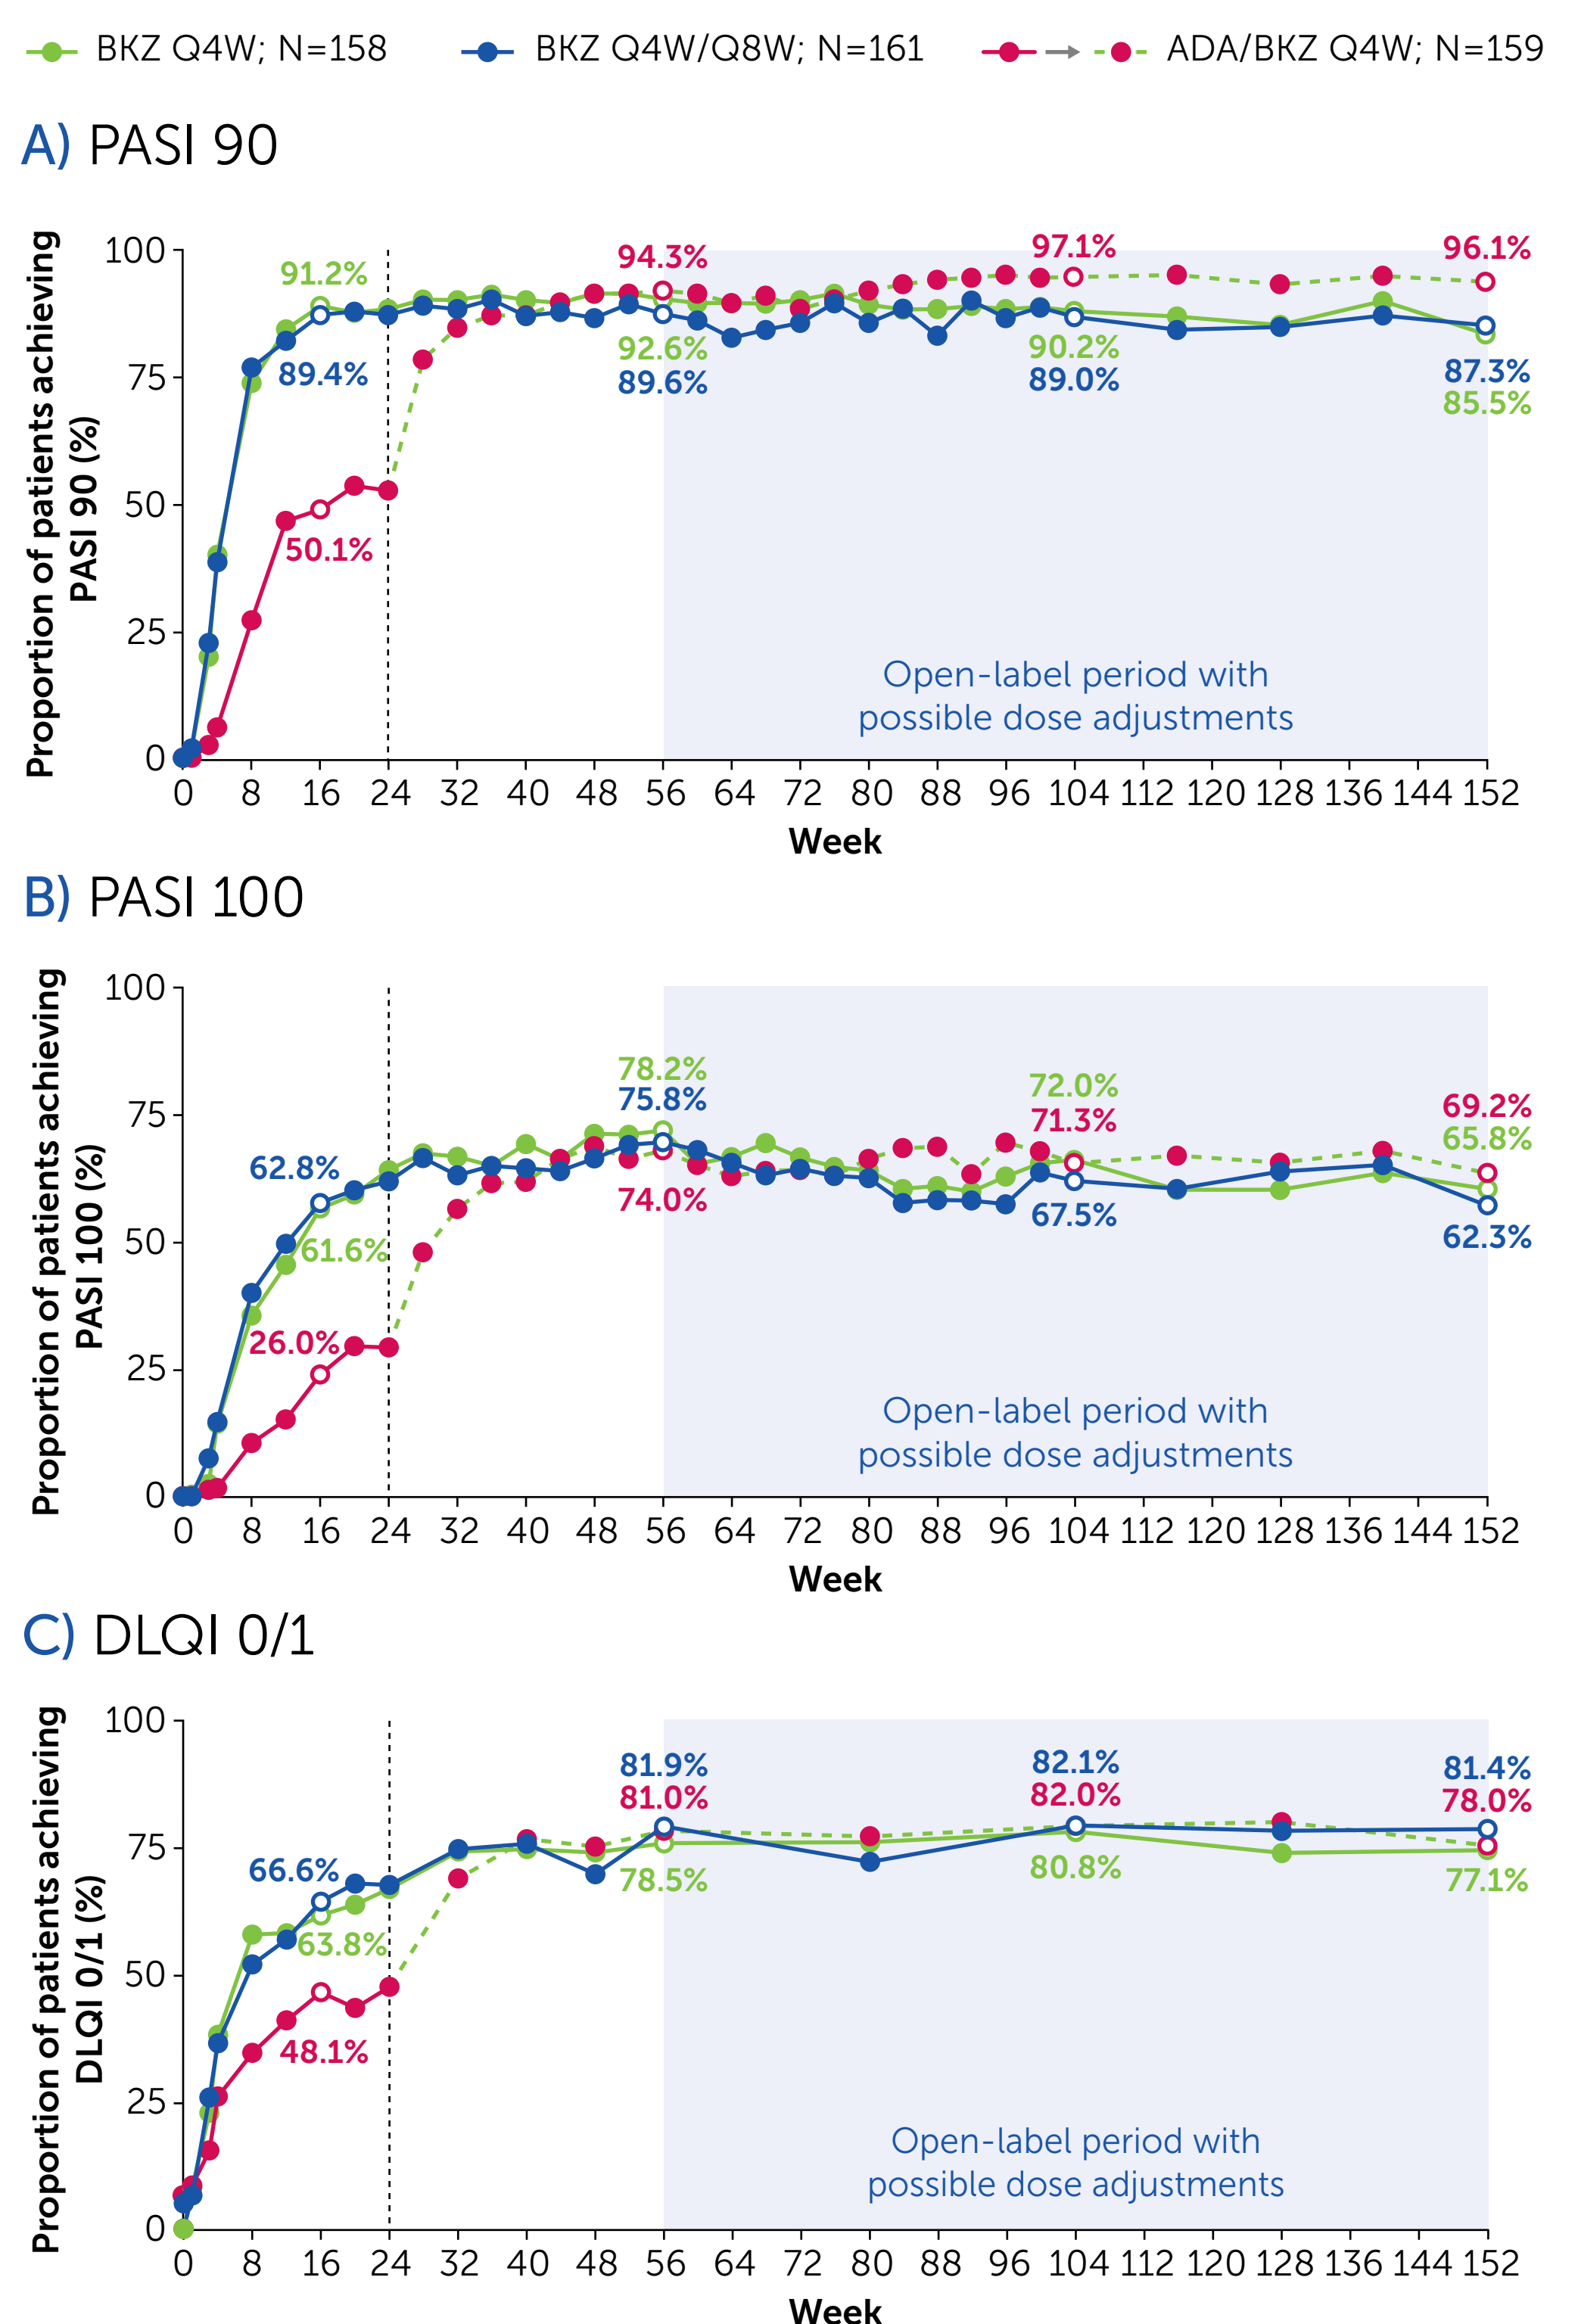 BKZ Q4W; N=158 BKZ Q4W/Q8W; N=161 ADA/BKZ Q4W; N=159
A) PASI 90
Proportion of patients achieving
PASI 90 (%)
100
75
50
25
0
91.2%
89.4%
50.1%
94.3%
92.6%
89.6%
97.1%
90.2%
89.0%
96.1%
87.3%
85.5%
Open-label period with
possible dose adjustments
0 8 16 24 32 40 48 56 64 72 80 88 96 104 112 120 128 136 144 152
Week
B) PASI 100
Proportion of patients achieving
PASI 100 (%)
100
75
50
25
0
62.8%
61.6%
26.0%
78.2%
75.8%
74.0%
72.0%
71.3%
67.5%
69.2%
65.8%
62.3%
Open-label period with
possible dose adjustments
0 8 16 24 32 40 48 56 64 72 80 88 96 104 112 120 128 136 144 152
Week
C) DLQI 0/1
Proportion of patients achieving
DLQI 0/1 (%)
100
75
50
25
0
66.6%
63.8%
48.1%
81.9%
81.0%
78.5%
82.1%
82.0%
80.8%
81.4%
78.0%
77.1%
Open-label period with
possible dose adjustments
0 8 16 24 32 40 48 56 64 72 80 88 96 104 112 120 128 136 144 152
Week